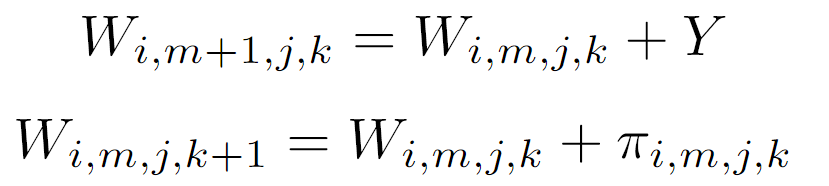 W_{i,m+1,j,k} = W_{i,m,j,k} + Y
W_{i,m,j,k+1} = W_{i,m,j,k} + π_{i,m,j,k}